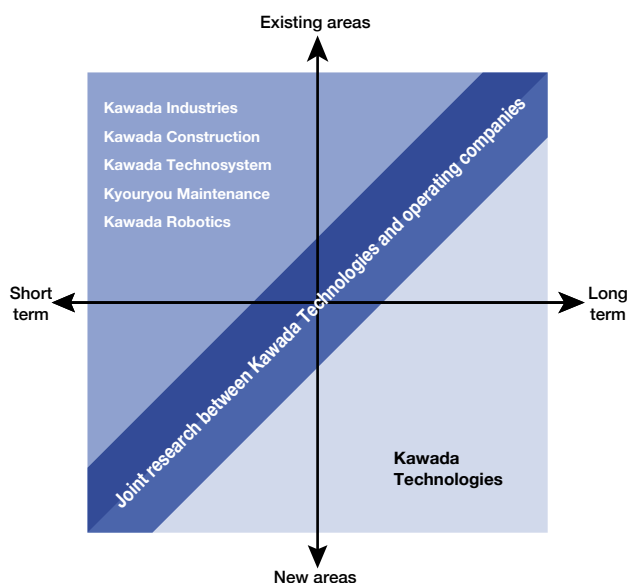 Existing areas
Kawada Industries
Kawada Construction
Kawada Technosystem
Kyouryou Maintenance
Kawada Robotics
Joint research between Kawada Technologies and operating companies
Short
term
Long
term
Kawada
Technologies
New areas